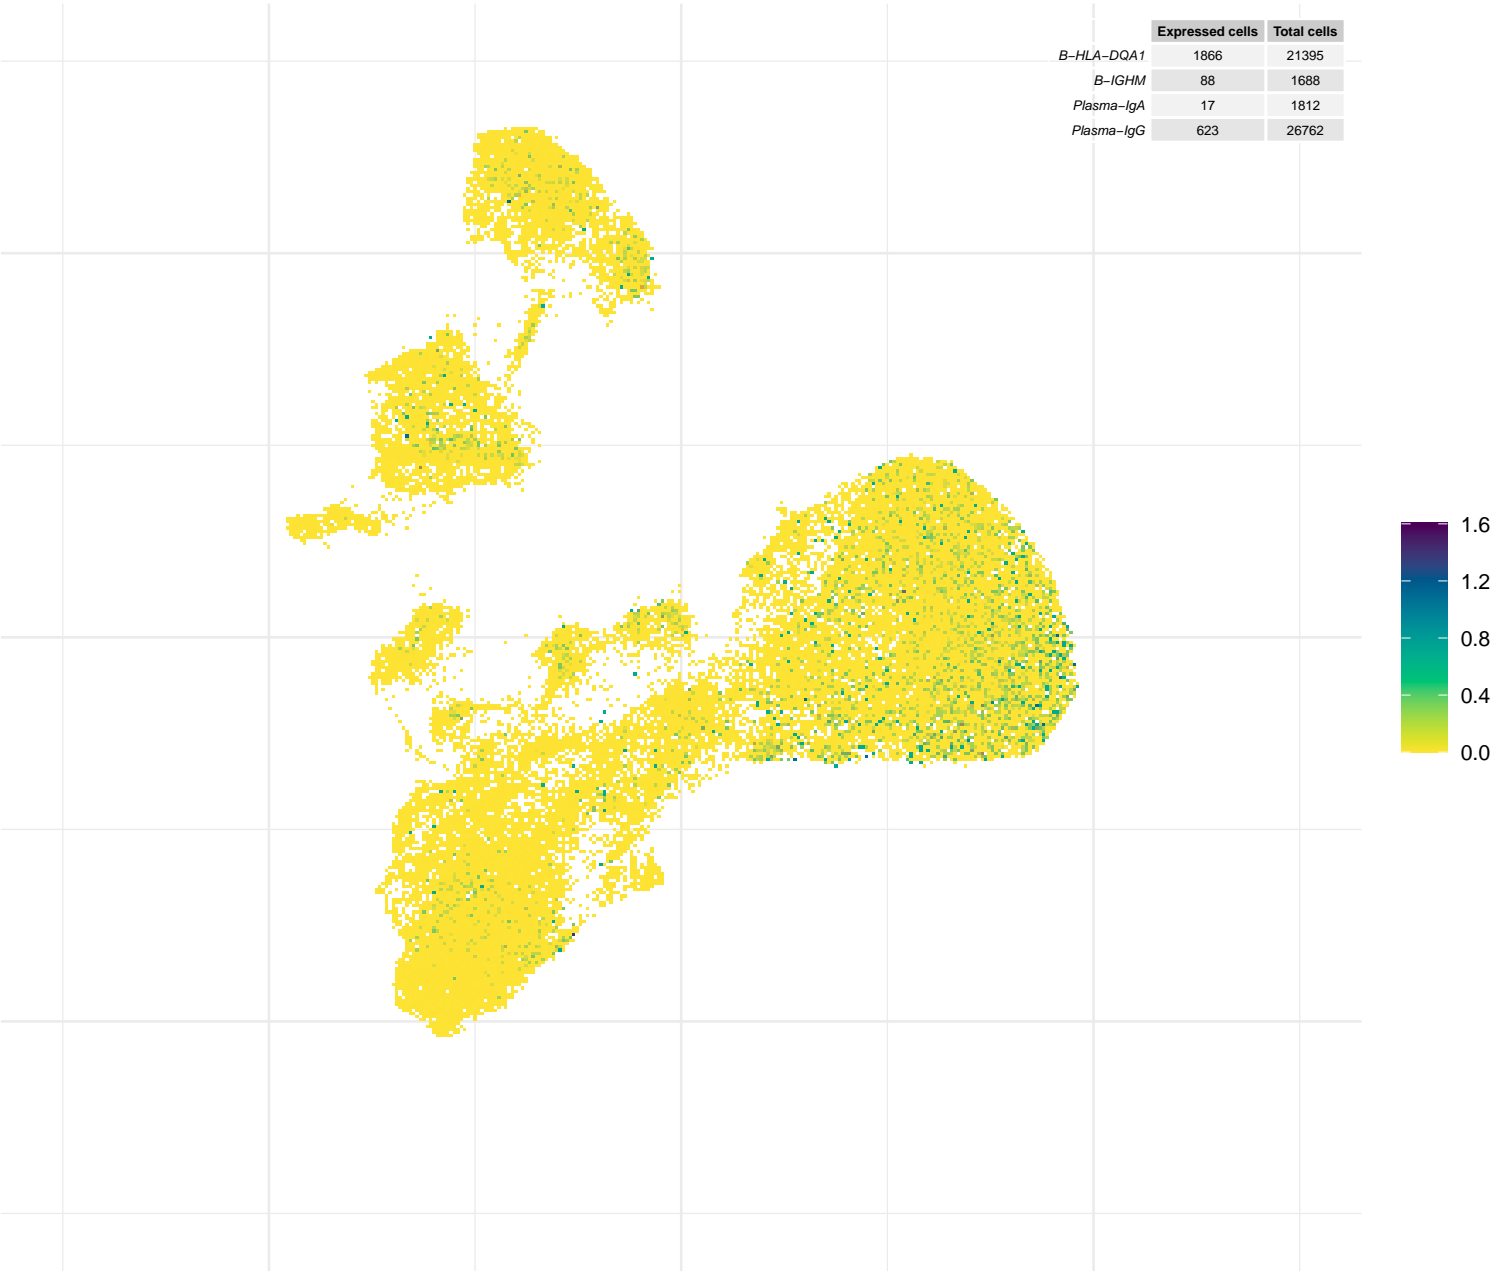 Expressed cells Total cells
B−HLA−DQA1 1866 21395
B−IGHM 88 1688
Plasma−IgA 17 1812
Plasma−IgG 623 26762
1.6
1.2
0.8
0.4
0.0